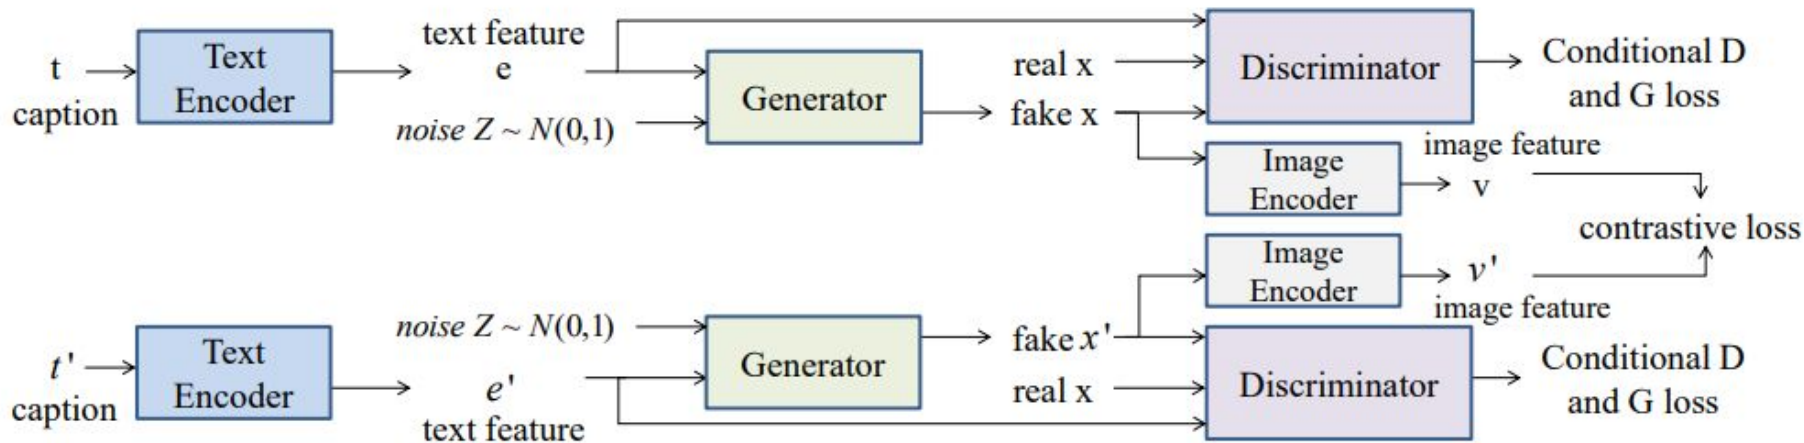 t
caption
Text
Encoder
text feature
e
noise Z ~ N(0,1)
Generator
real x
fake x
Discriminator
Conditional D
and G loss
Image
Encoder
image feature
v
contrastive loss
Image
Encoder
v'
image feature
t'
caption
Text
Encoder
noise Z ~ N(0,1)
e'
text feature
Generator
fake x'
real x
Discriminator
Conditional D
and G loss